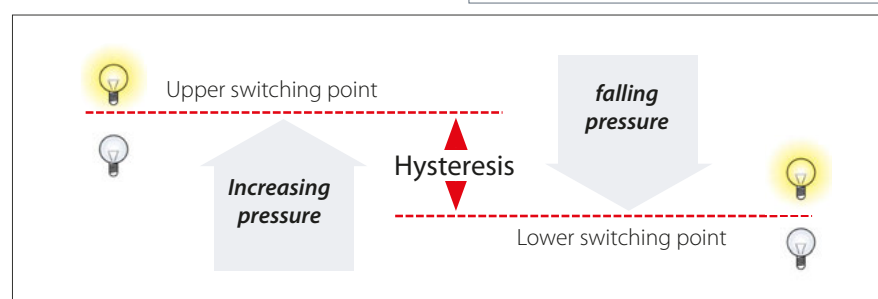 Upper switching point
falling
pressure
Hysteresis
Increasing
pressure
Lower switching point